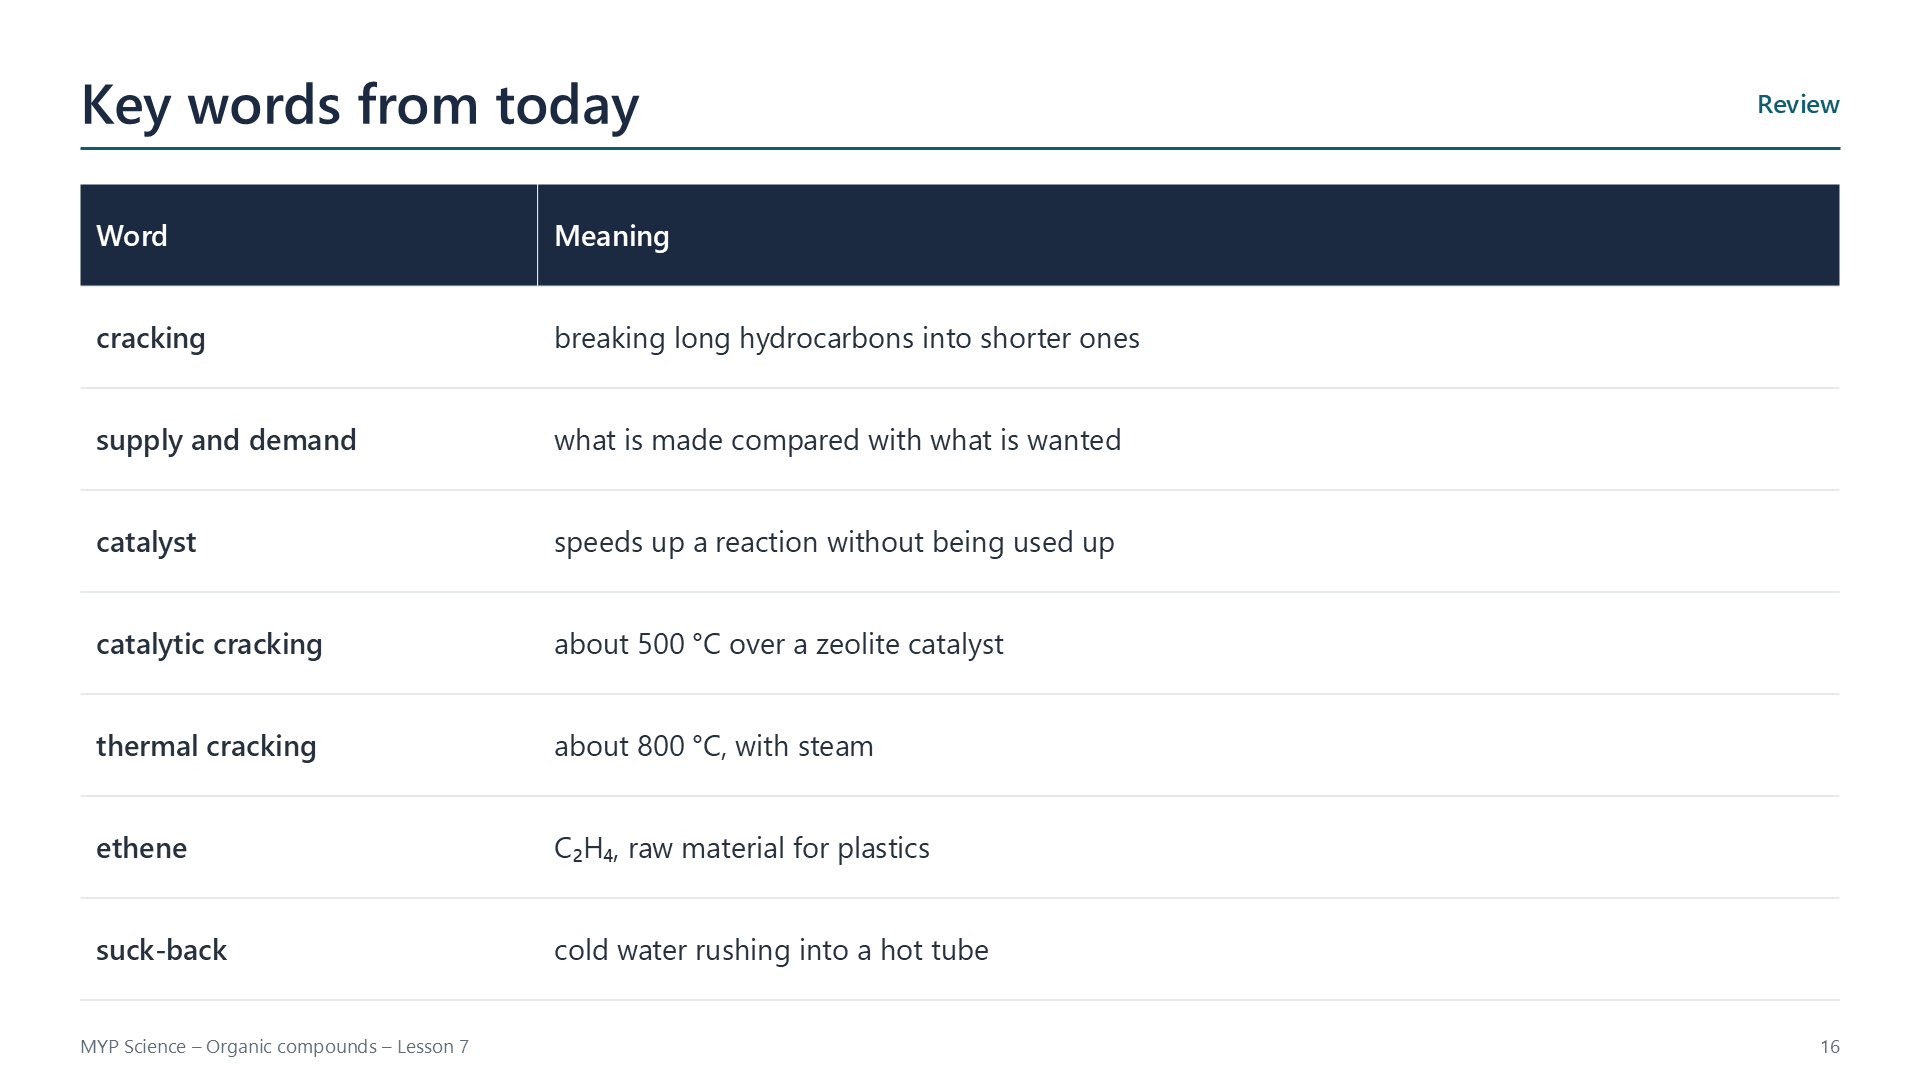 Key words from today
Review
Word Meaning
cracking breaking long hydrocarbons into shorter ones
supply and demand what is made compared with what is wanted
catalyst speeds up a reaction without being used up
catalytic cracking about 500 °C over a zeolite catalyst
thermal cracking about 800 °C, with steam
ethene C₂H₄, raw material for plastics
suck-back cold water rushing into a hot tube
MYP Science – Organic compounds – Lesson 7
16